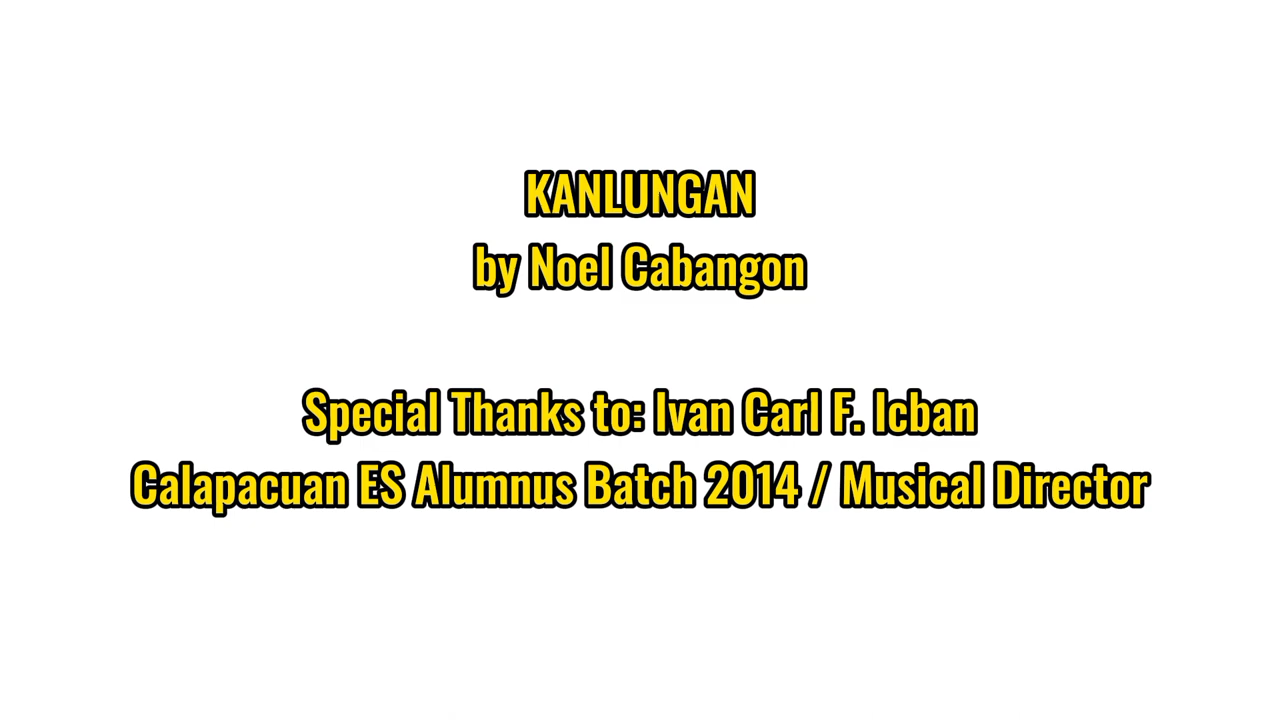 KANLUNGAN
by Noel Cabangon
Special Thanks to: Ivan Carl F. Icban
Calapacuan ES Alumnus Batch 2014 / Musical Director